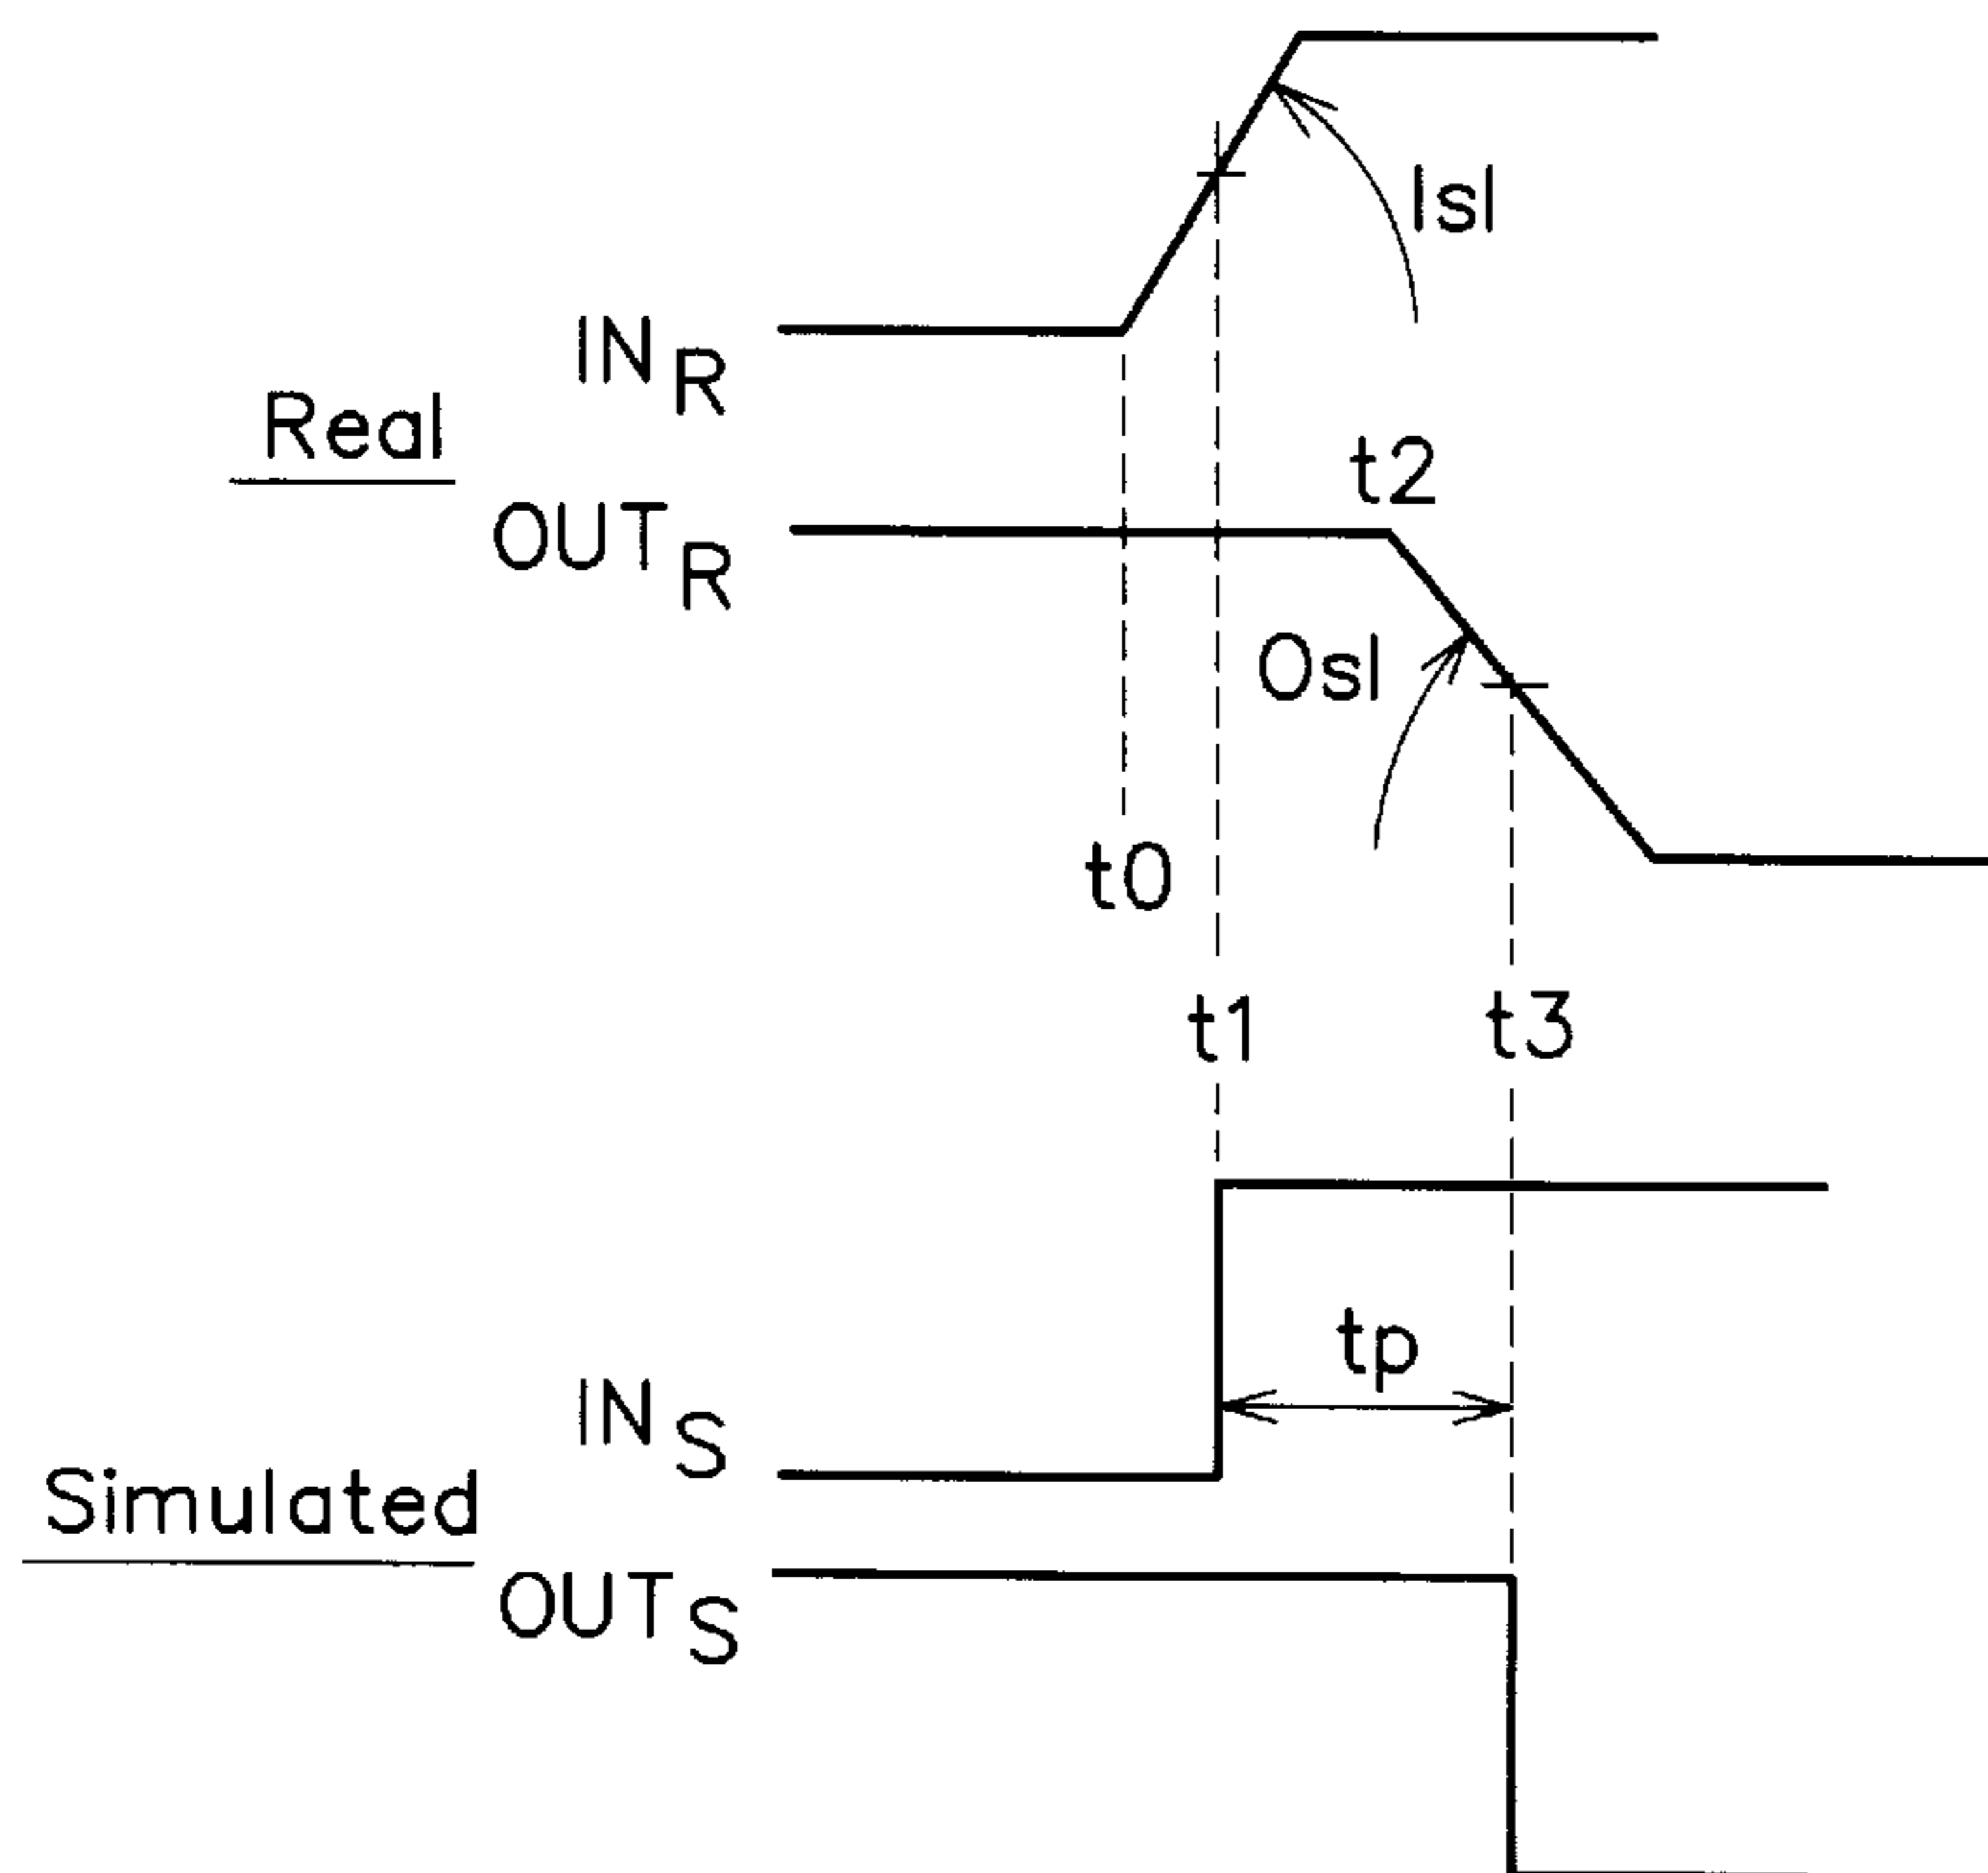 Isl
IN R
Real
t2
OUT R
Osl
t0
t1
t3
tp
IN S
Simulated
OUT S